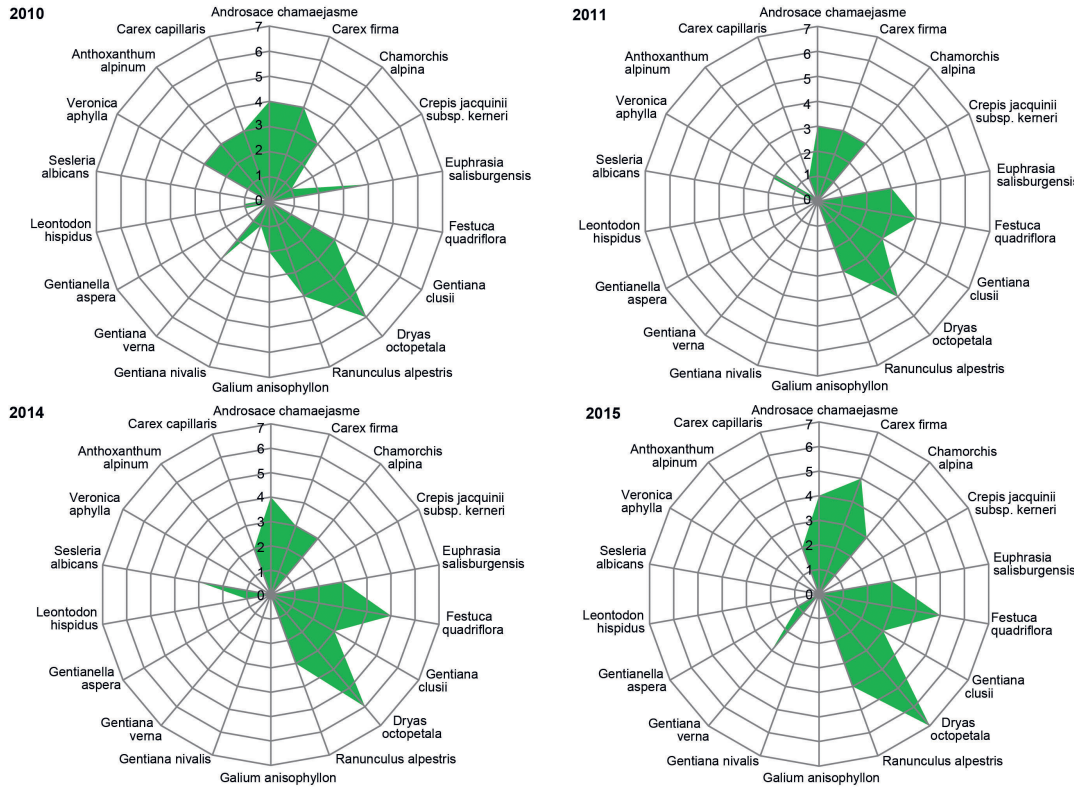 2010
Androsace chamaejasme
Carex firma
Chamorchis
alpina
Crepis jacquinii
subsp. kerneri
Euphrasia
salisburgensis
Festuca
quadriflora
Gentiana
clusii
Dryas
octopetala
Ranunculus alpestris
Galium anisophyllon
Gentiana nivalis
Gentiana
verna
Gentianella
aspera
Leontodon
hispidus
Sesleria
albicans
Veronica
aphylla
Anthoxanthum
alpinum
Carex capillaris
7
6
5
4
3
2
1
0
2011
Androsace chamaejasme
Carex firma
Chamorchis
alpina
Crepis jacquinii
subsp. kerneri
Euphrasia
salisburgensis
Festuca
quadriflora
Gentiana
clusii
Dryas
octopetala
Ranunculus alpestris
Galium anisophyllon
Gentiana nivalis
Gentiana
verna
Gentianella
aspera
Leontodon
hispidus
Sesleria
albicans
Veronica
aphylla
Anthoxanthum
alpinum
Carex capillaris
7
6
5
4
3
2
1
0
2014
Androsace chamaejasme
Carex firma
Chamorchis
alpina
Crepis jacquinii
subsp. kerneri
Euphrasia
salisburgensis
Festuca
quadriflora
Gentiana
clusii
Dryas
octopetala
Ranunculus alpestris
Galium anisophyllon
Gentiana nivalis
Gentiana
verna
Gentianella
aspera
Leontodon
hispidus
Sesleria
albicans
Veronica
aphylla
Anthoxanthum
alpinum
Carex capillaris
7
6
5
4
3
2
1
0
2015
Androsace chamaejasme
Carex firma
Chamorchis
alpina
Crepis jacquinii
subsp. kerneri
Euphrasia
salisburgensis
Festuca
quadriflora
Gentiana
clusii
Dryas
octopetala
Ranunculus alpestris
Galium anisophyllon
Gentiana nivalis
Gentiana
verna
Gentianella
aspera
Leontodon
hispidus
Sesleria
albicans
Veronica
aphylla
Anthoxanthum
alpinum
Carex capillaris
7
6
5
4
3
2
1
0